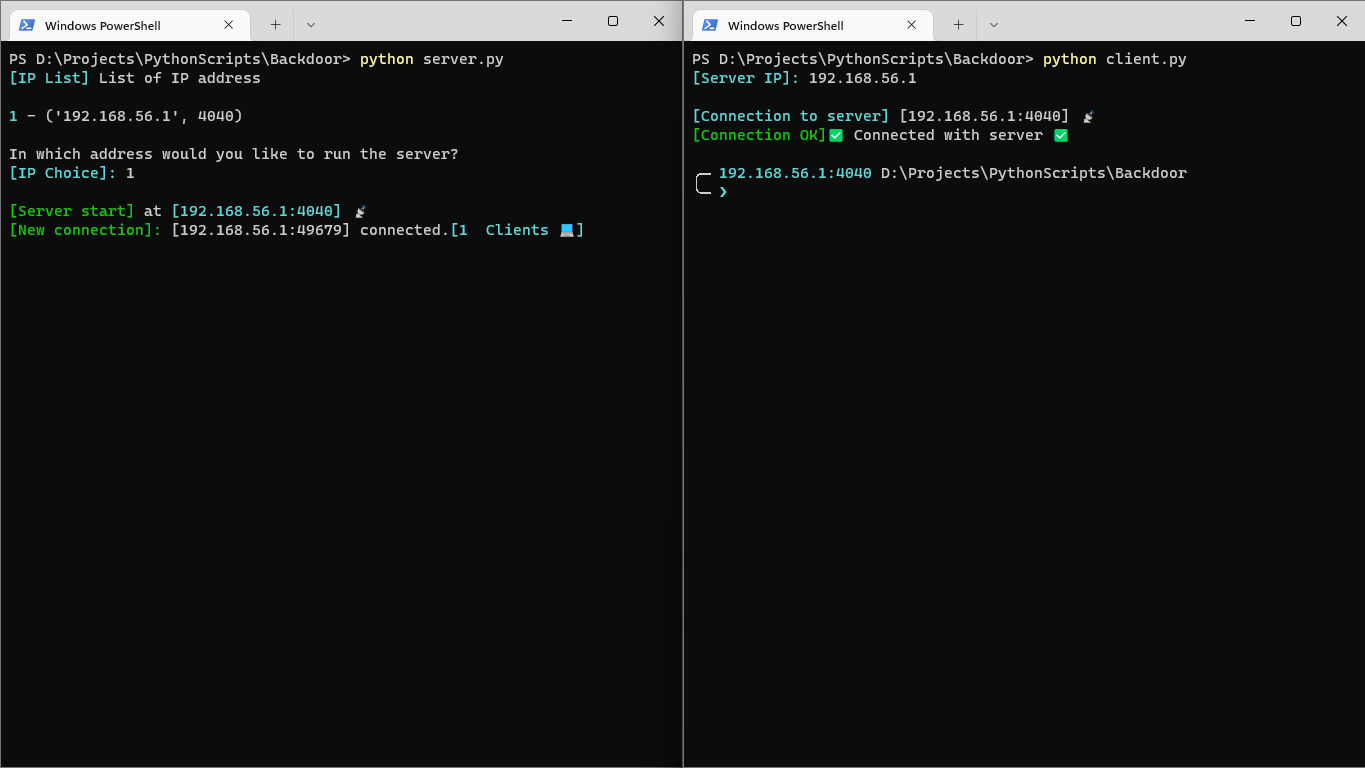 Windows PowerShell
PS D:\Projects\PythonScripts\Backdoor> python server.py
[IP List] List of IP address
1 - ('192.168.56.1', 4040)
In which address would you like to run the server?
[IP Choice]: 1
[Server start] at [192.168.56.1:4040] 📡
[New connection]: [192.168.56.1:49679] connected.[1  Clients 💻]
Windows PowerShell
PS D:\Projects\PythonScripts\Backdoor> python client.py
[Server IP]: 192.168.56.1
[Connection to server] [192.168.56.1:4040] 📡
[Connection OK]✅ Connected with server ✅
╭─ 192.168.56.1:4040 D:\Projects\PythonScripts\Backdoor
╰─ ❯